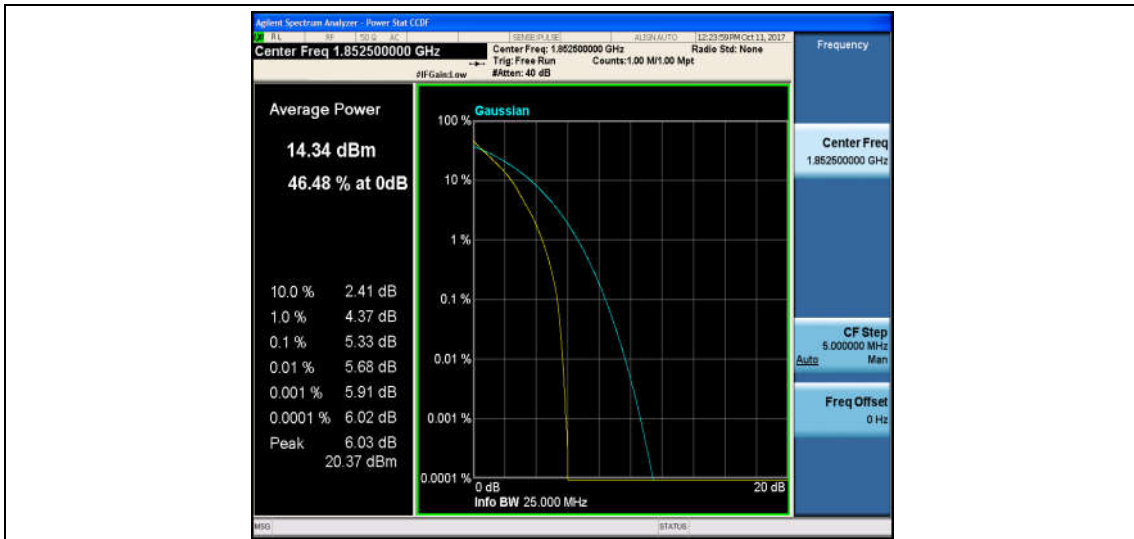 Agilent Spectrum Analyzer - Power Stat CCDF
RL RF 50 Ω AC SENSE:PULSE ALIGNAUTO 12:23:59 PM Oct 11, 2017
Center Freq 1.852500000 GHz
Center Freq: 1.852500000 GHz Radio Std: None
Trig: Free Run Counts:1.00 M/1.00 Mpt
#IFGain:Low #Atten: 40 dB
Frequency
Average Power
14.34 dBm
46.48 % at 0dB
10.0 % 2.41 dB
1.0 % 4.37 dB
0.1 % 5.33 dB
0.01 % 5.68 dB
0.001 % 5.91 dB
0.0001 % 6.02 dB
Peak 6.03 dB
20.37 dBm
Gaussian
100 %
10 %
1 %
0.1 %
0.01 %
0.001 %
0.0001 %
0 dB 20 dB
Info BW 25.000 MHz
Center Freq
1.852500000 GHz
CF Step
5.000000 MHz
Auto Man
Freq Offset
0 Hz
MSG STATUS